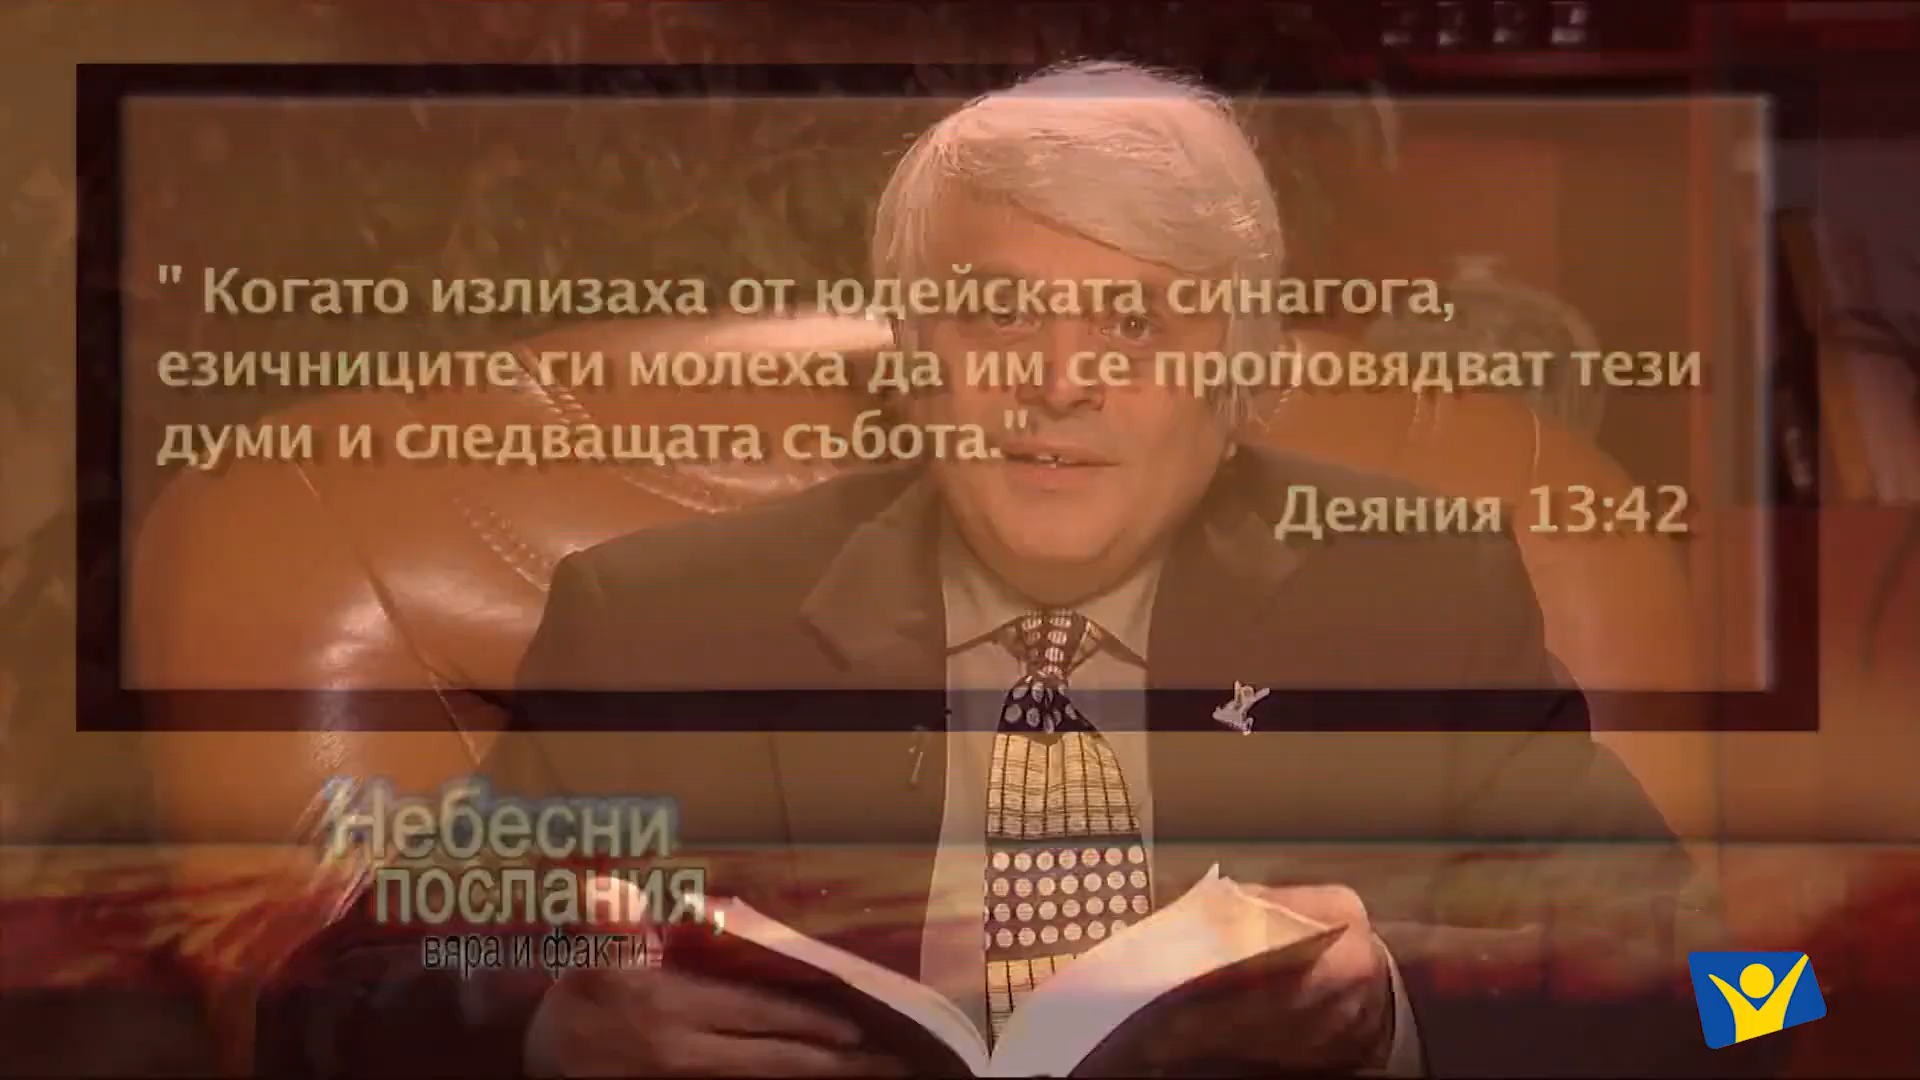 " Когато излизаха от юдейската синагога,
езичниците ги молеха да им се проповядват тези
думи и следващата събота."
Деяния 13:42
Небесни
послания,
вяра и факти